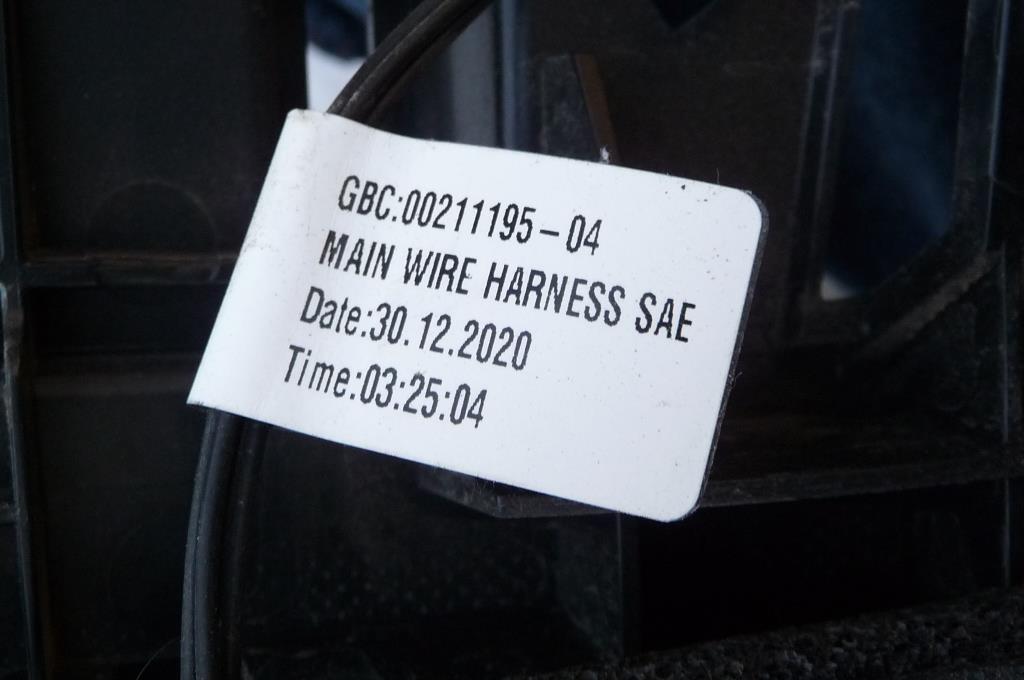 GBC:00211195-04
MAIN WIRE HARNESS SAE
Date:30.12.2020
Time:03:25:04